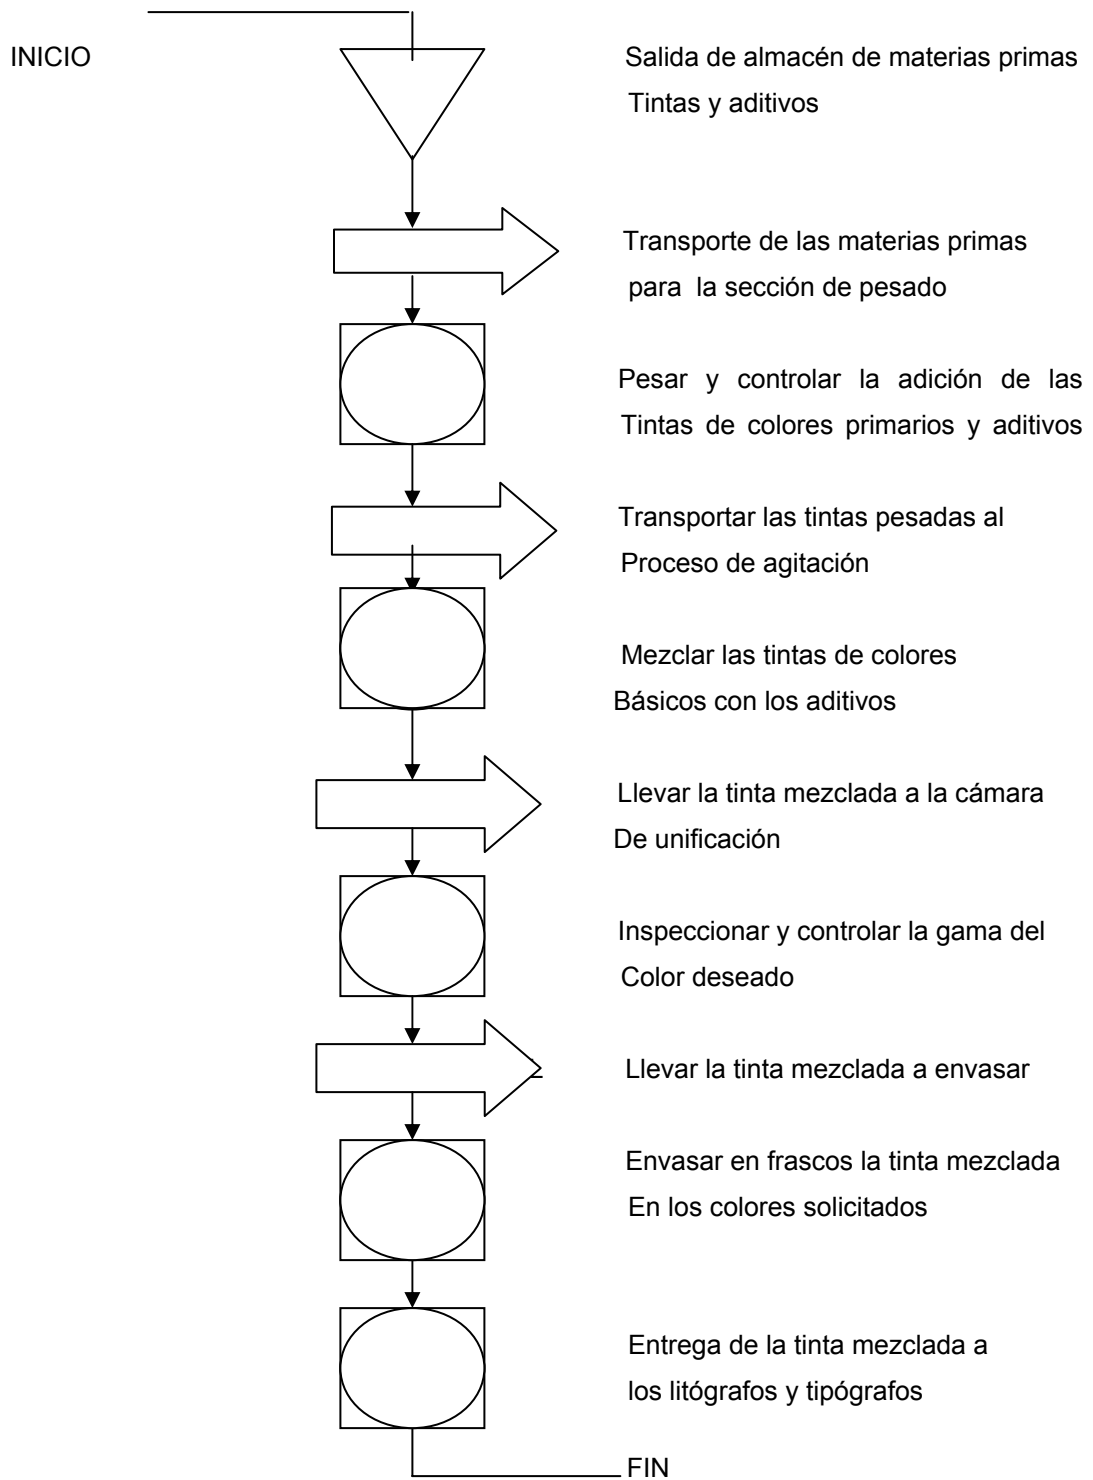 INICIO
Salida de almacén de materias primas
Tintas y aditivos
Transporte de las materias primas
para la sección de pesado
Pesar y controlar la adición de las
Tintas de colores primarios y aditivos
Transportar las tintas pesadas al
Proceso de agitación
Mezclar las tintas de colores
Básicos con los aditivos
Llevar la tinta mezclada a la cámara
De unificación
Inspeccionar y controlar la gama del
Color deseado
Llevar la tinta mezclada a envasar
Envasar en frascos la tinta mezclada
En los colores solicitados
Entrega de la tinta mezclada a
los litógrafos y tipógrafos
FIN